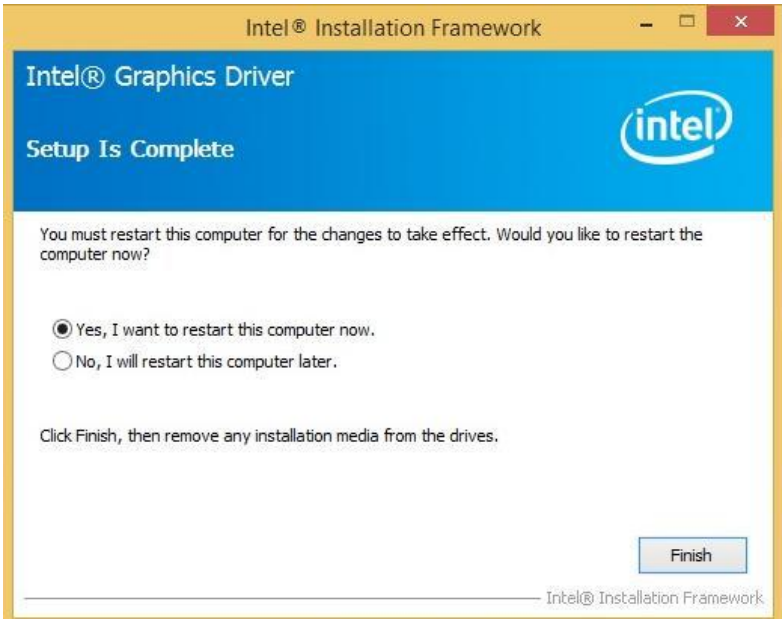 Intel® Installation Framework
Intel® Graphics Driver
intel
Setup Is Complete
You must restart this computer for the changes to take effect. Would you like to restart the
computer now?
Yes, I want to restart this computer now.
No, I will restart this computer later.
Click Finish, then remove any installation media from the drives.
Finish
Intel® Installation Framework